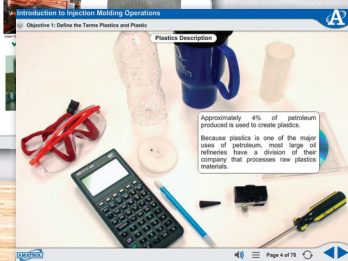 Introduction to Injection Molding Operations
Objective 1: Define the Terms Plastics and Plastic
Plastics Description
Approximately 4% of petroleum
produced is used to create plastics.
Because plastics is one of the major
uses of petroleum, most large oil
refineries have a division of their
company that processes raw plastics
materials.
AMATROL
Page 4 of 78